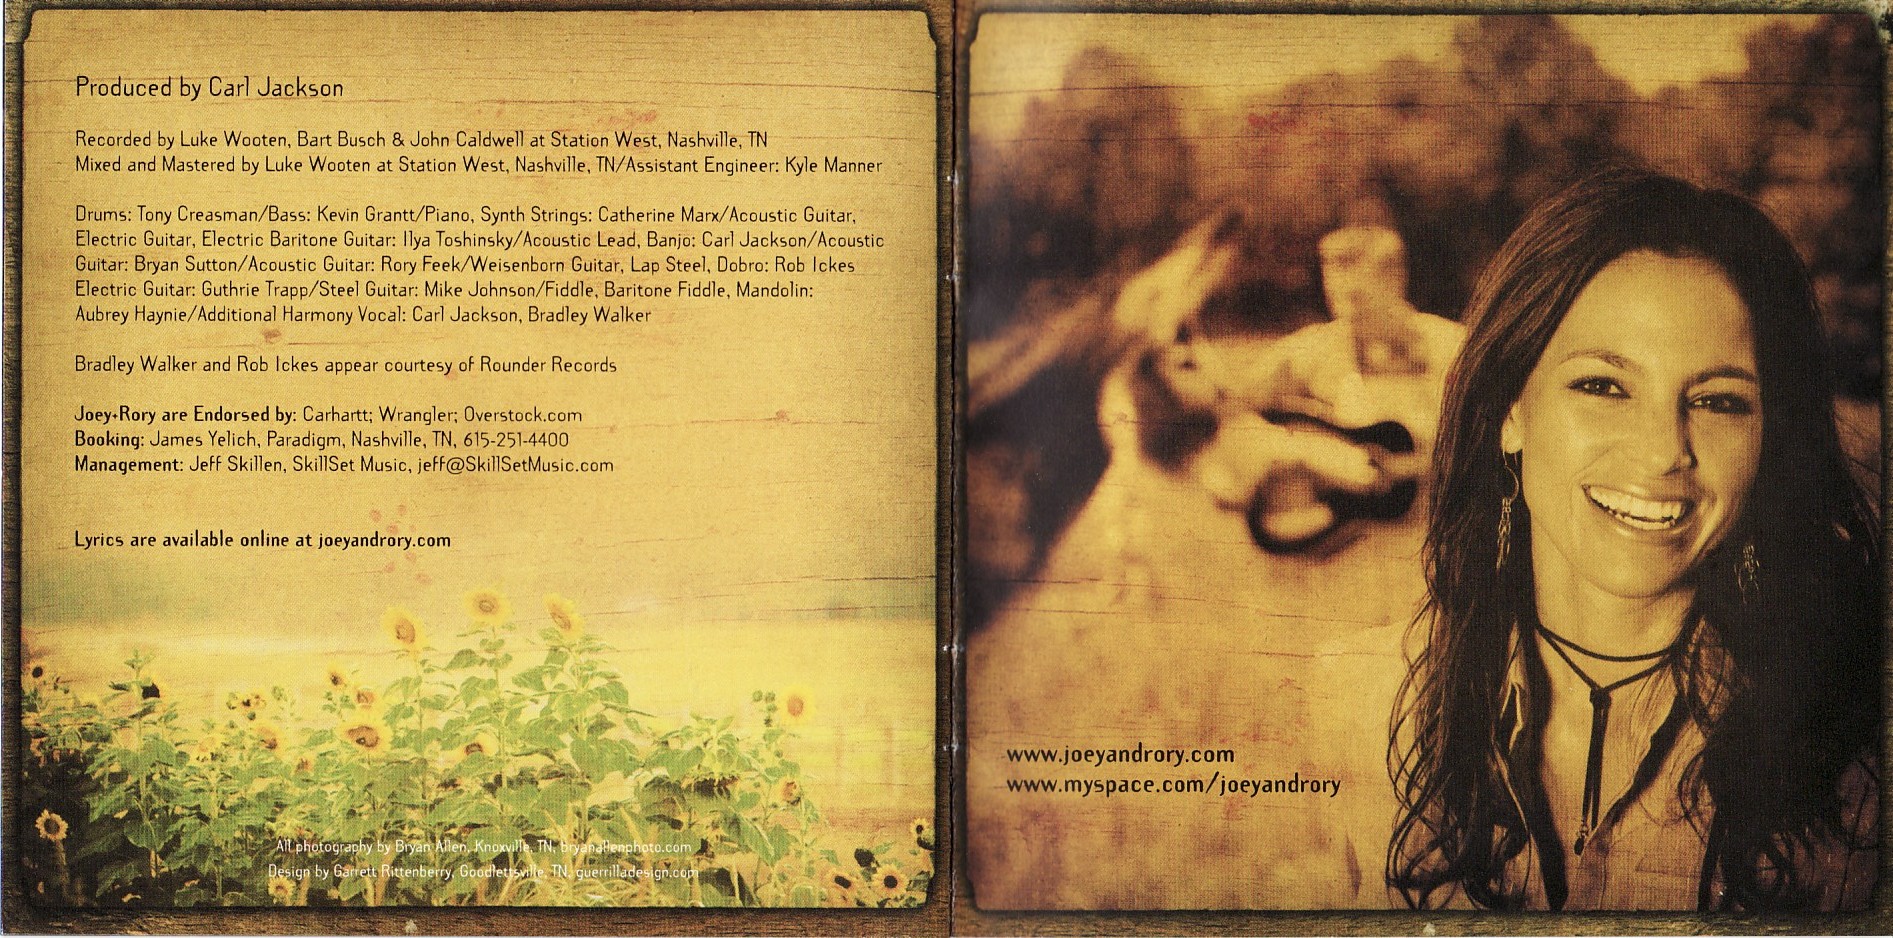 Produced by Carl Jackson
Recorded by Luke Wooten, Bart Busch & John Caldwell at Station West, Nashville, TN
Mixed and Mastered by Luke Wooten at Station West, Nashville, TN/Assistant Engineer: Kyle Manner
Drums: Tony Creasman/Bass: Kevin Grantt/Piano, Synth Strings: Catherine Marx/Acoustic Guitar,
Electric Guitar, Electric Baritone Guitar: Ilya Toshinsky/Acoustic Lead, Banjo: Carl Jackson/Acoustic
Guitar: Bryan Sutton/Acoustic Guitar: Rory Feek/Weisenborn Guitar, Lap Steel, Dobro: Rob Ickes
Electric Guitar: Guthrie Trapp/Steel Guitar: Mike Johnson/Fiddle, Baritone Fiddle, Mandolin:
Aubrey Haynie/Additional Harmony Vocal: Carl Jackson, Bradley Walker
Bradley Walker and Rob Ickes appear courtesy of Rounder Records
Joey+Rory are Endorsed by: Carhartt; Wrangler; Overstock.com
Booking: James Yelich, Paradigm, Nashville, TN, 615-251-4400
Management: Jeff Skillen, SkillSet Music, jeff@SkillSetMusic.com
Lyrics are available online at joeyandrory.com
All photography by Bryan Allen, Knoxville, TN, bryanallenphoto.com
Design by Garrett Rittenberry, Goodlettsville, TN, guerrilladesign.com
www.joeyandrory.com
www.myspace.com/joeyandrory